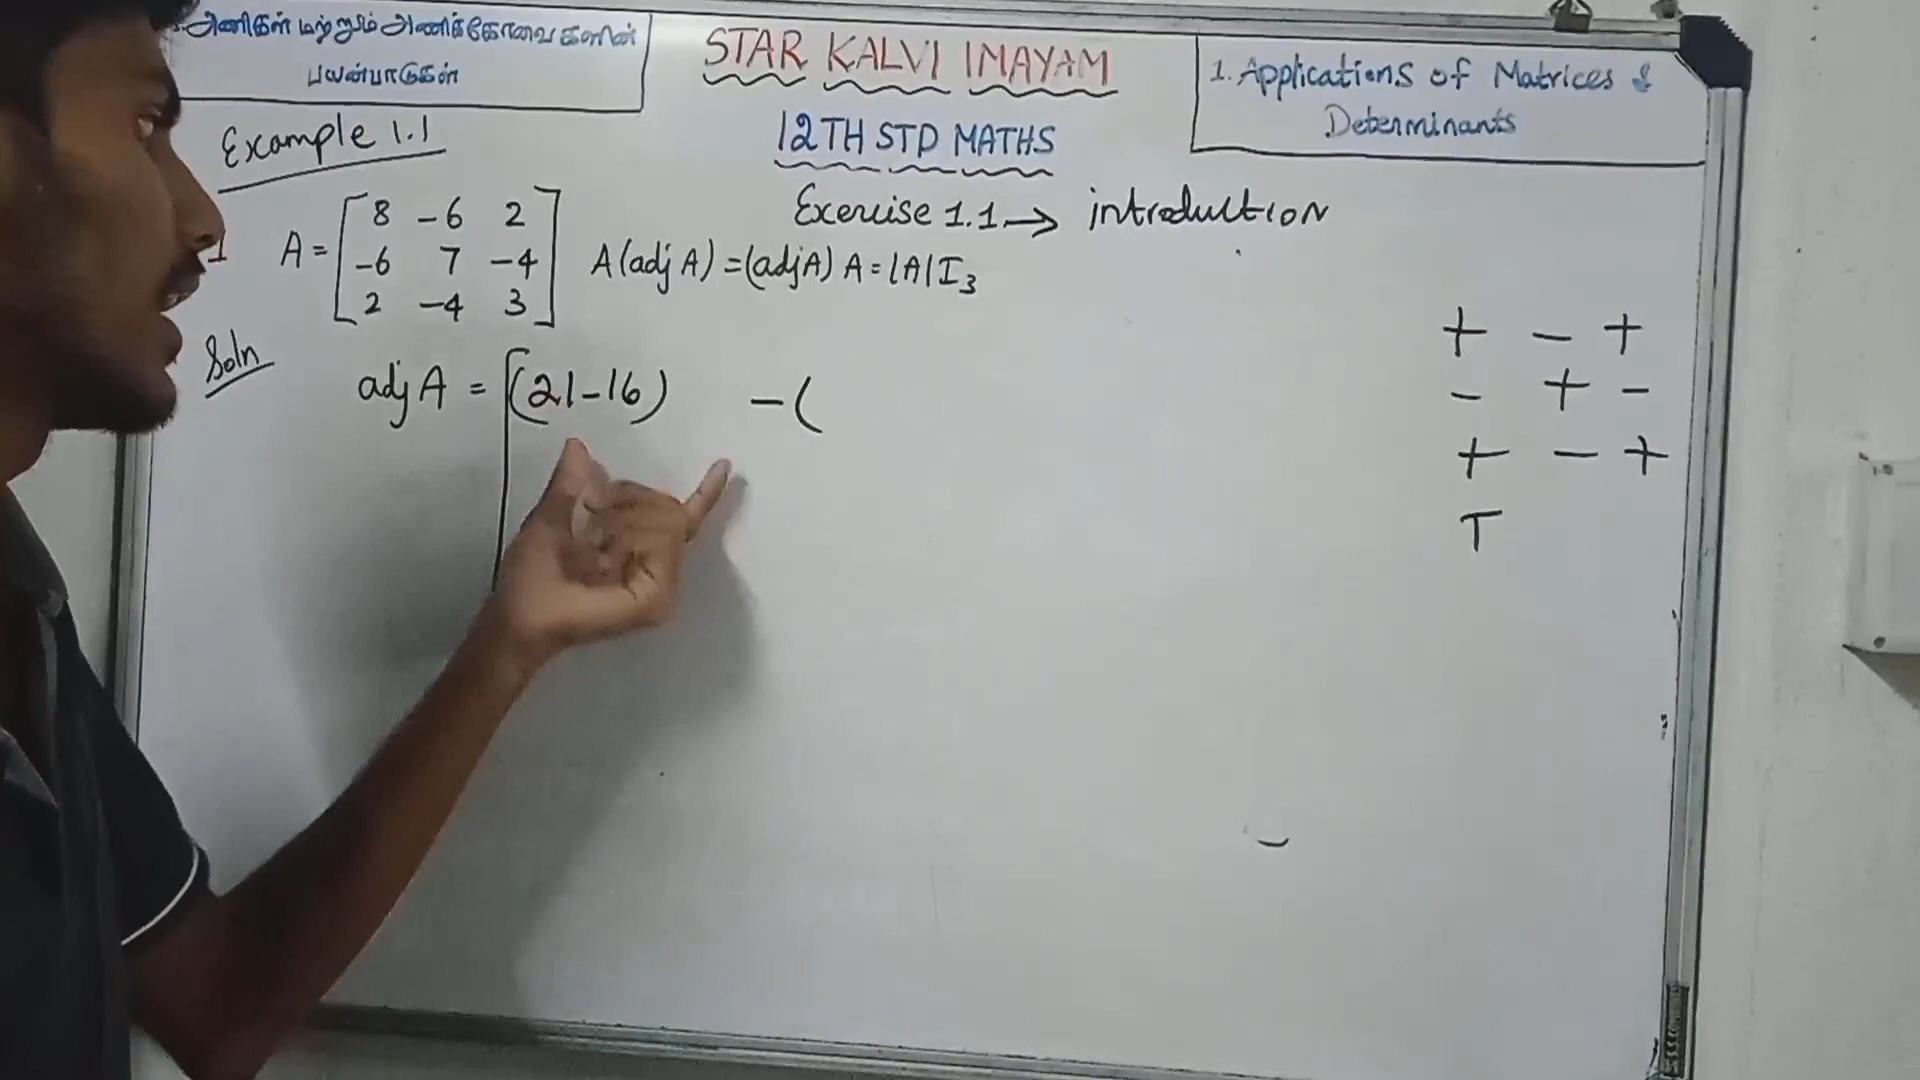 அணிகள் மற்றும் அணிக்கோவைகளின்
பயன்பாடுகள்
STAR KALVI IMAYAM
12TH STD MATHS
1. Applications of Matrices &
Determinants
Example 1.1
Exercise 1.1 → introduction
1 A = [ 8 -6 2
-6 7 -4
2 -4 3 ]
A(adj A) = (adj A) A = |A| I₃
Soln
adj A = [ (21-16) -(
+ - +
- + -
+ - +
T